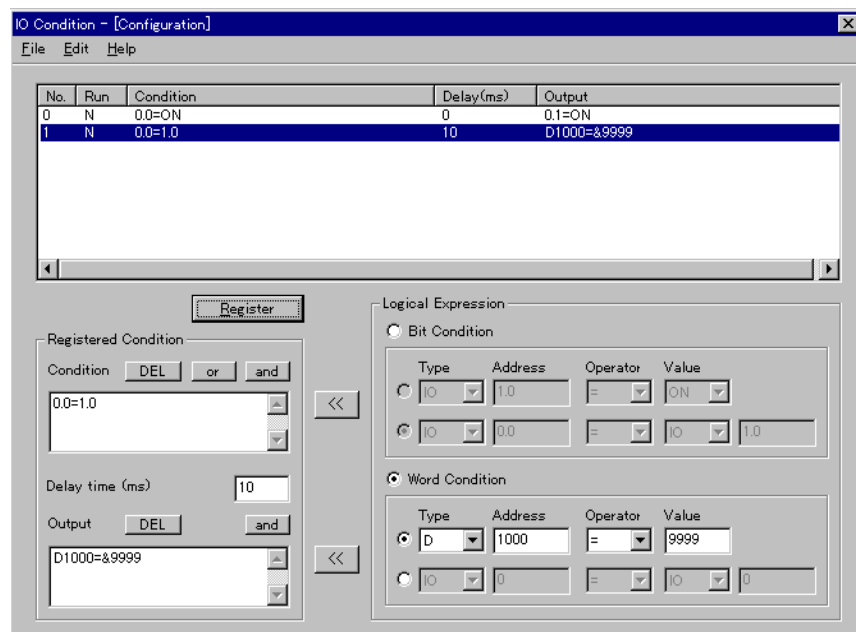 IO Condition - [Configuration]
File Edit Help
No. Run Condition Delay(ms) Output
0 N 0.0=ON 0 0.1=ON
1 N 0.0=1.0 10 D1000=&9999
Register
Registered Condition
Condition DEL or and
0.0=1.0
<<
Delay time (ms) 10
Output DEL and
D1000=&9999
<<
Logical Expression
Bit Condition
Type Address Operator Value
IO 1.0 = ON
IO 0.0 = IO 1.0
Word Condition
Type Address Operator Value
D 1000 = 9999
IO 0 = IO 0